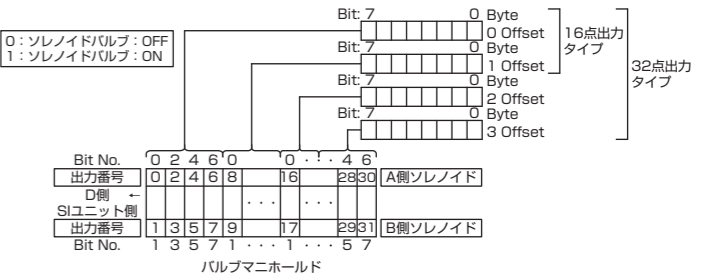 Bit: 7 0 Byte
0 Offset
Bit: 7 0 Byte
1 Offset
Bit: 7 0 Byte
2 Offset
Bit: 7 0 Byte
3 Offset
16点出力
タイプ
32点出力
タイプ
0：ソレノイドバルブ：OFF
1：ソレノイドバルブ：ON
Bit No. 0 2 4 6 0 0 · · · 4 6
出力番号 0 2 4 6 8 16 28 30 A側ソレノイド
D側 ←
SIユニット側
· · · · · ·
出力番号 1 3 5 7 9 17 29 31 B側ソレノイド
Bit No. 1 3 5 7 1 · · · 1 · · · 5 7
バルブマニホールド